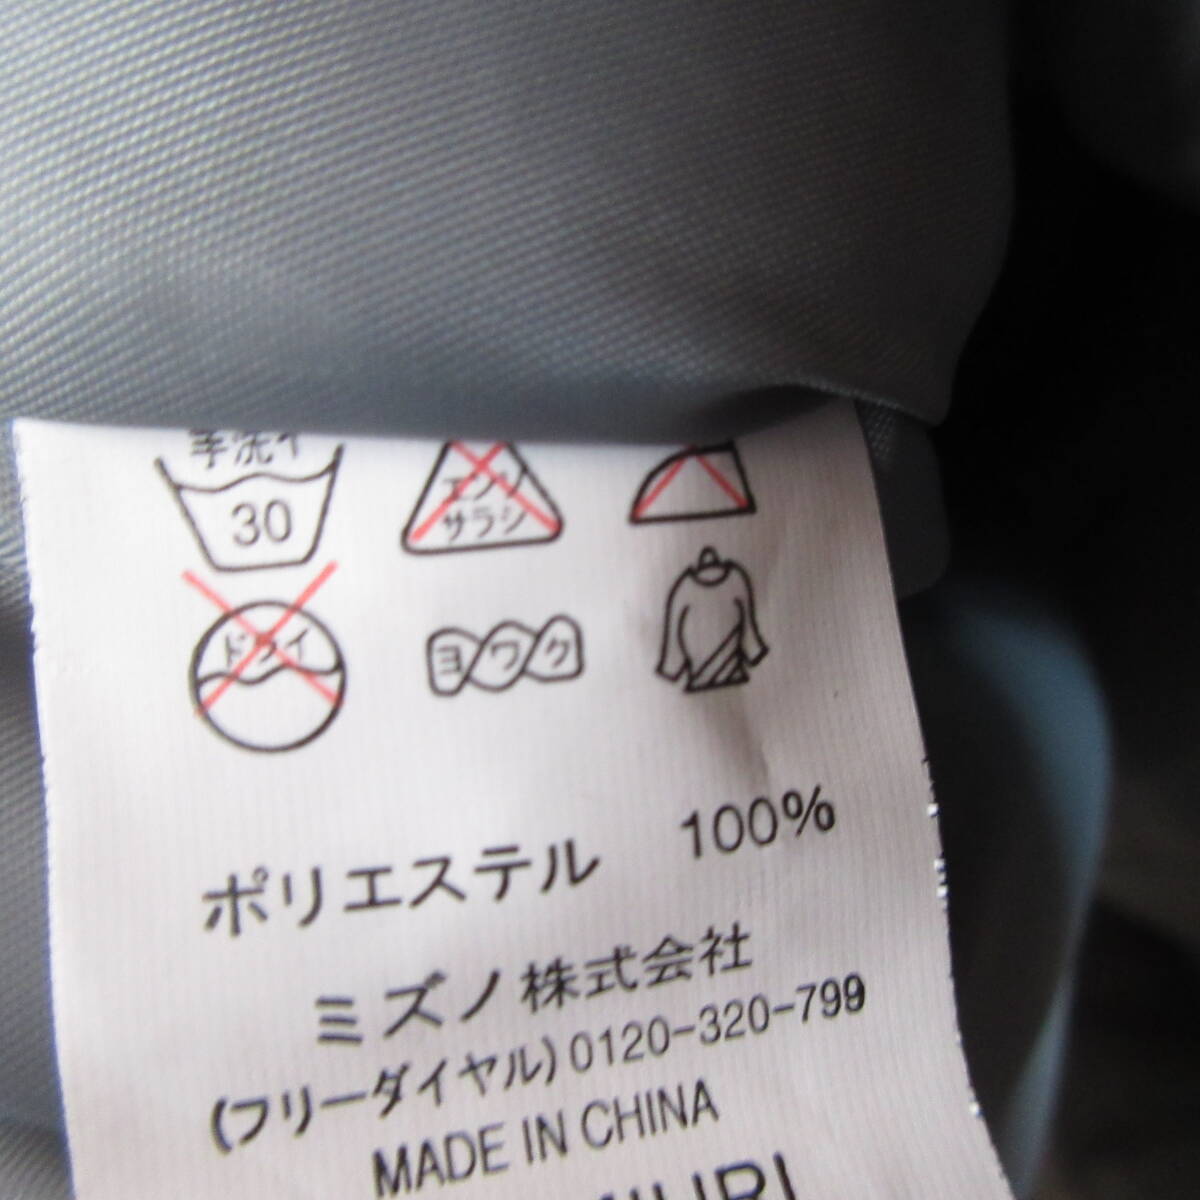 手洗イ エンソ
30 サラシ
ドライ ヨワク
ポリエステル 100%
ミズノ株式会社
(フリーダイヤル)0120-320-799
MADE IN CHINA